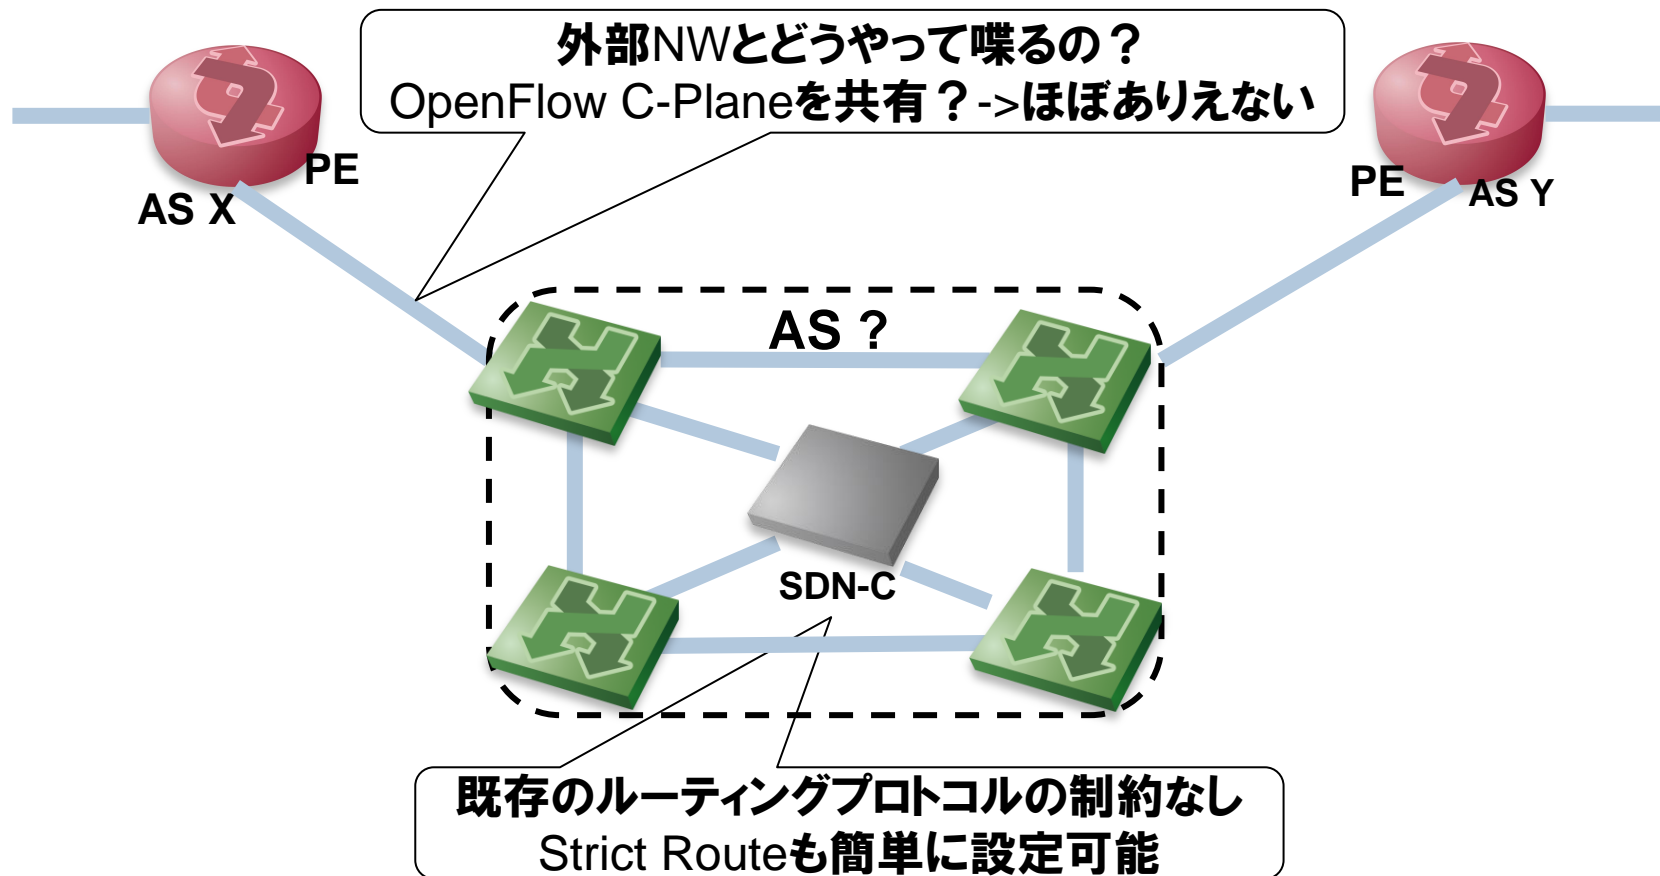 外部NWとどうやって喋るの？
OpenFlow C-Planeを共有？->ほぼありえない
PE
AS X
PE
AS Y
AS ?
SDN-C
既存のルーティングプロトコルの制約なし
Strict Routeも簡単に設定可能